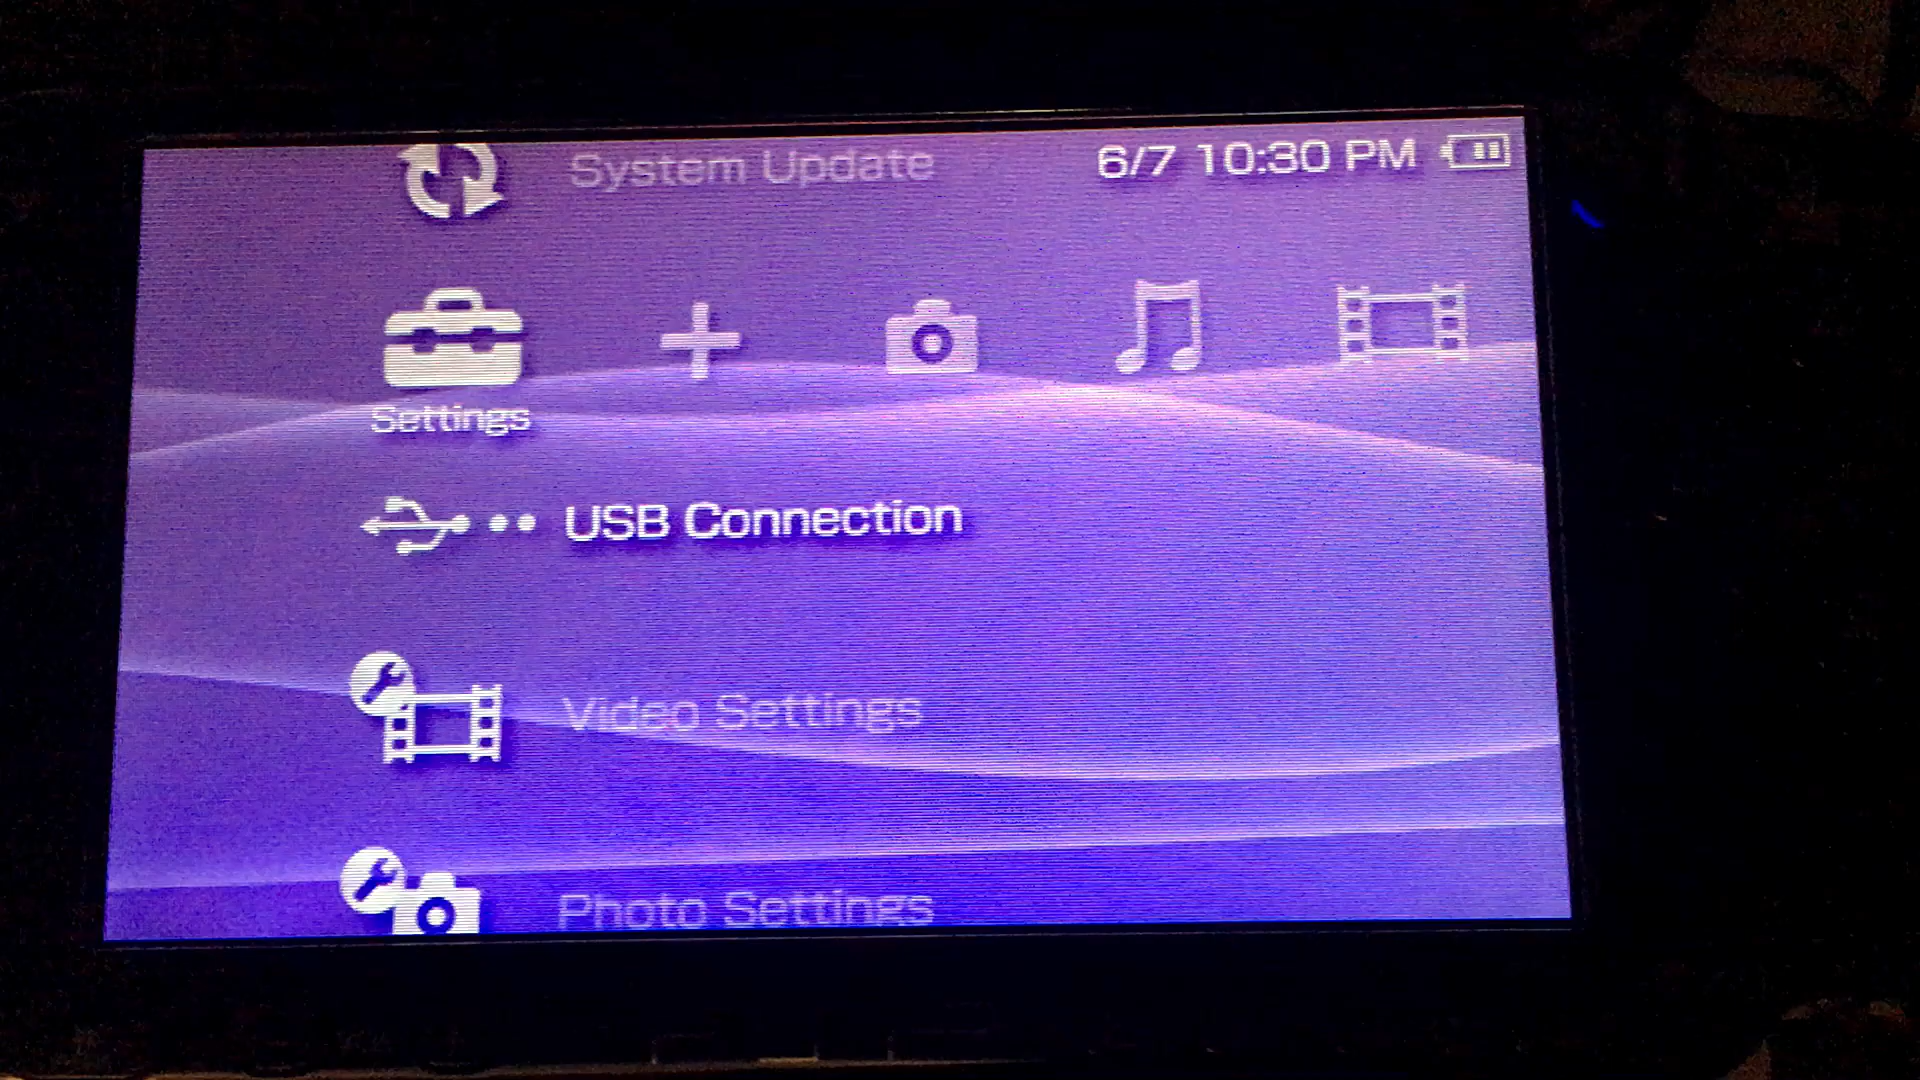 System Update
6/7 10:30 PM
Settings
USB Connection
Video Settings
Photo Settings